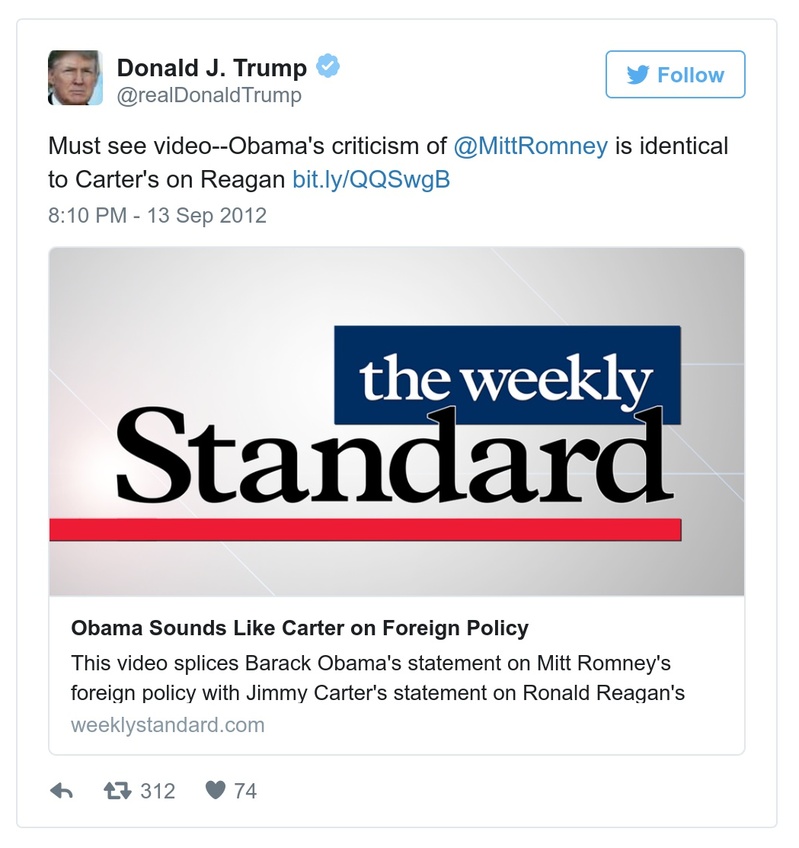 Donald J. Trump
@realDonaldTrump
Follow
Must see video--Obama's criticism of @MittRomney is identical
to Carter's on Reagan bit.ly/QQSwgB
8:10 PM - 13 Sep 2012
the weekly
Standard
Obama Sounds Like Carter on Foreign Policy
This video splices Barack Obama's statement on Mitt Romney's
foreign policy with Jimmy Carter's statement on Ronald Reagan's
weeklystandard.com
312 74